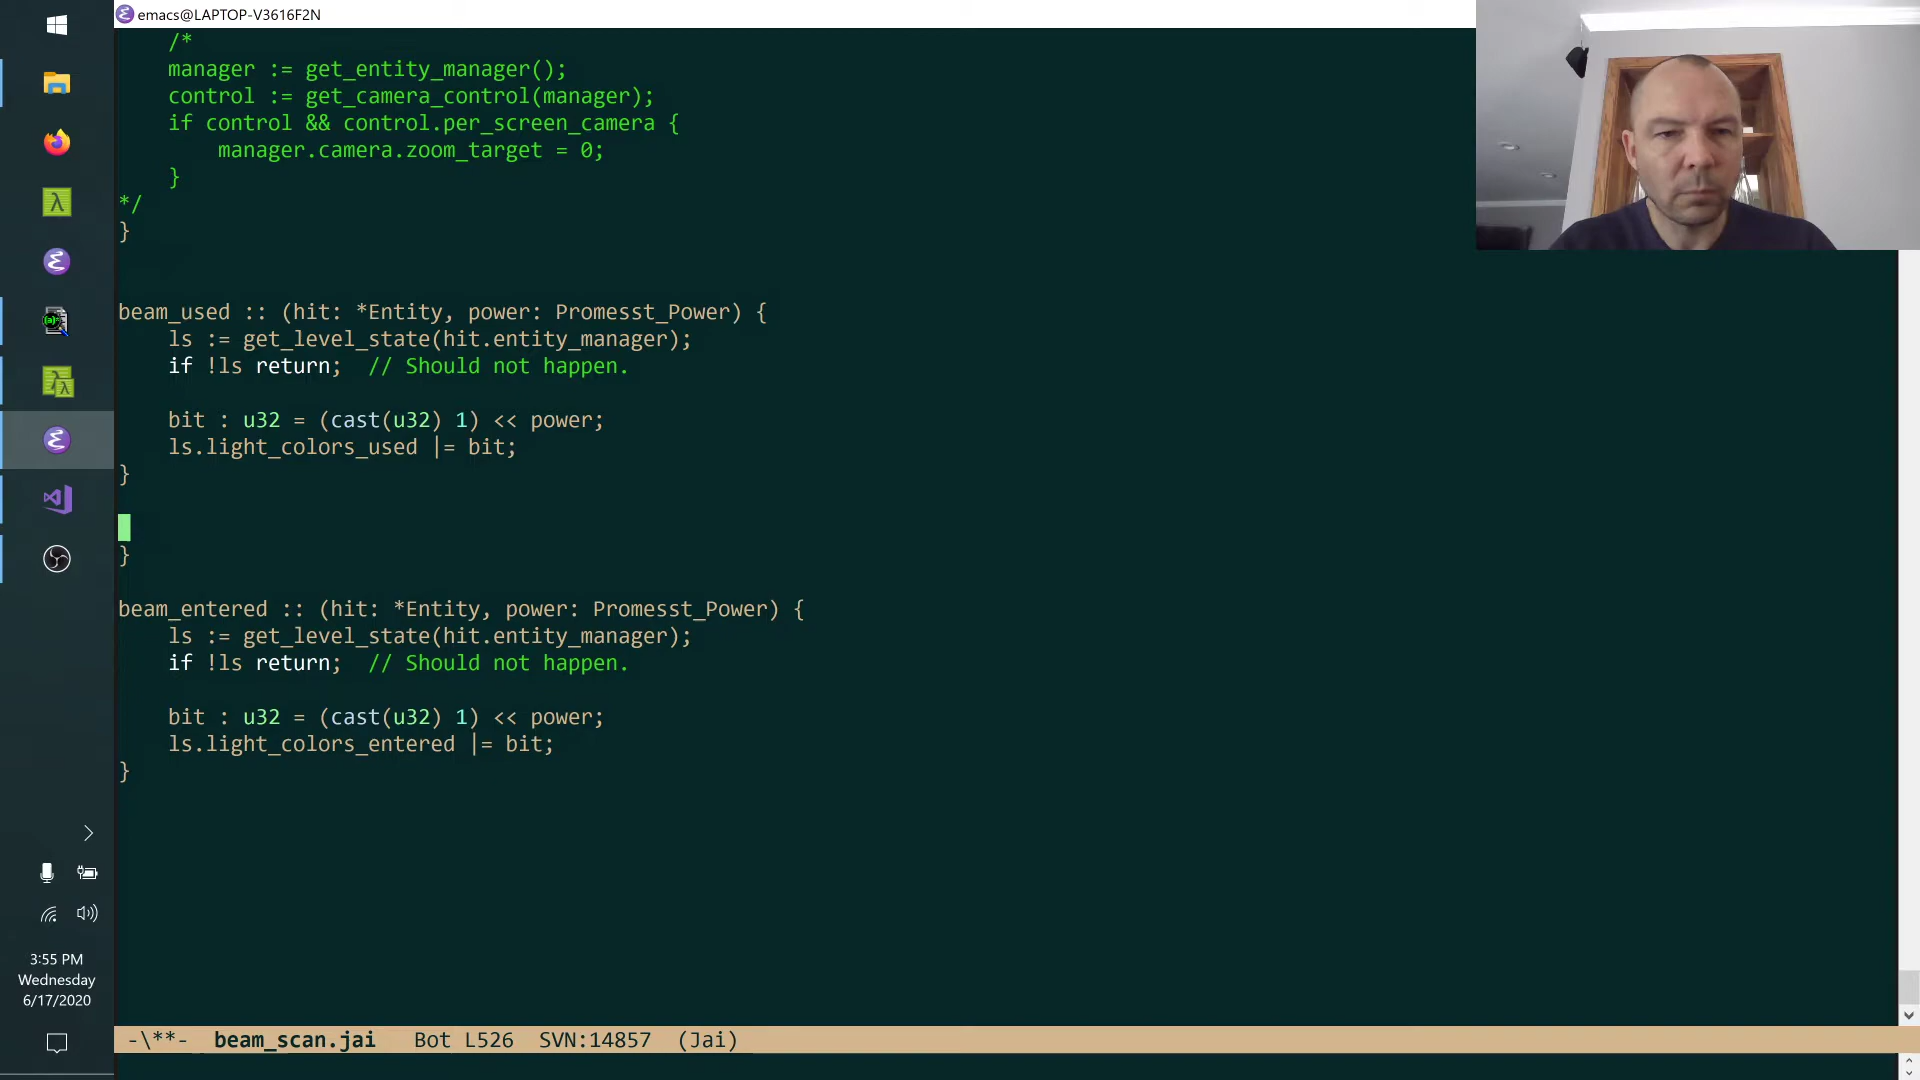 emacs@LAPTOP-V3616F2N
/*
manager := get_entity_manager();
control := get_camera_control(manager);
if control && control.per_screen_camera {
manager.camera.zoom_target = 0;
}
*/
}
beam_used :: (hit: *Entity, power: Promesst_Power) {
ls := get_level_state(hit.entity_manager);
if !ls return;  // Should not happen.
bit : u32 = (cast(u32) 1) << power;
ls.light_colors_used |= bit;
}
}
beam_entered :: (hit: *Entity, power: Promesst_Power) {
ls := get_level_state(hit.entity_manager);
if !ls return;  // Should not happen.
bit : u32 = (cast(u32) 1) << power;
ls.light_colors_entered |= bit;
}
3:55 PM
Wednesday
6/17/2020
-\**-  beam_scan.jai   Bot L526  SVN:14857  (Jai)